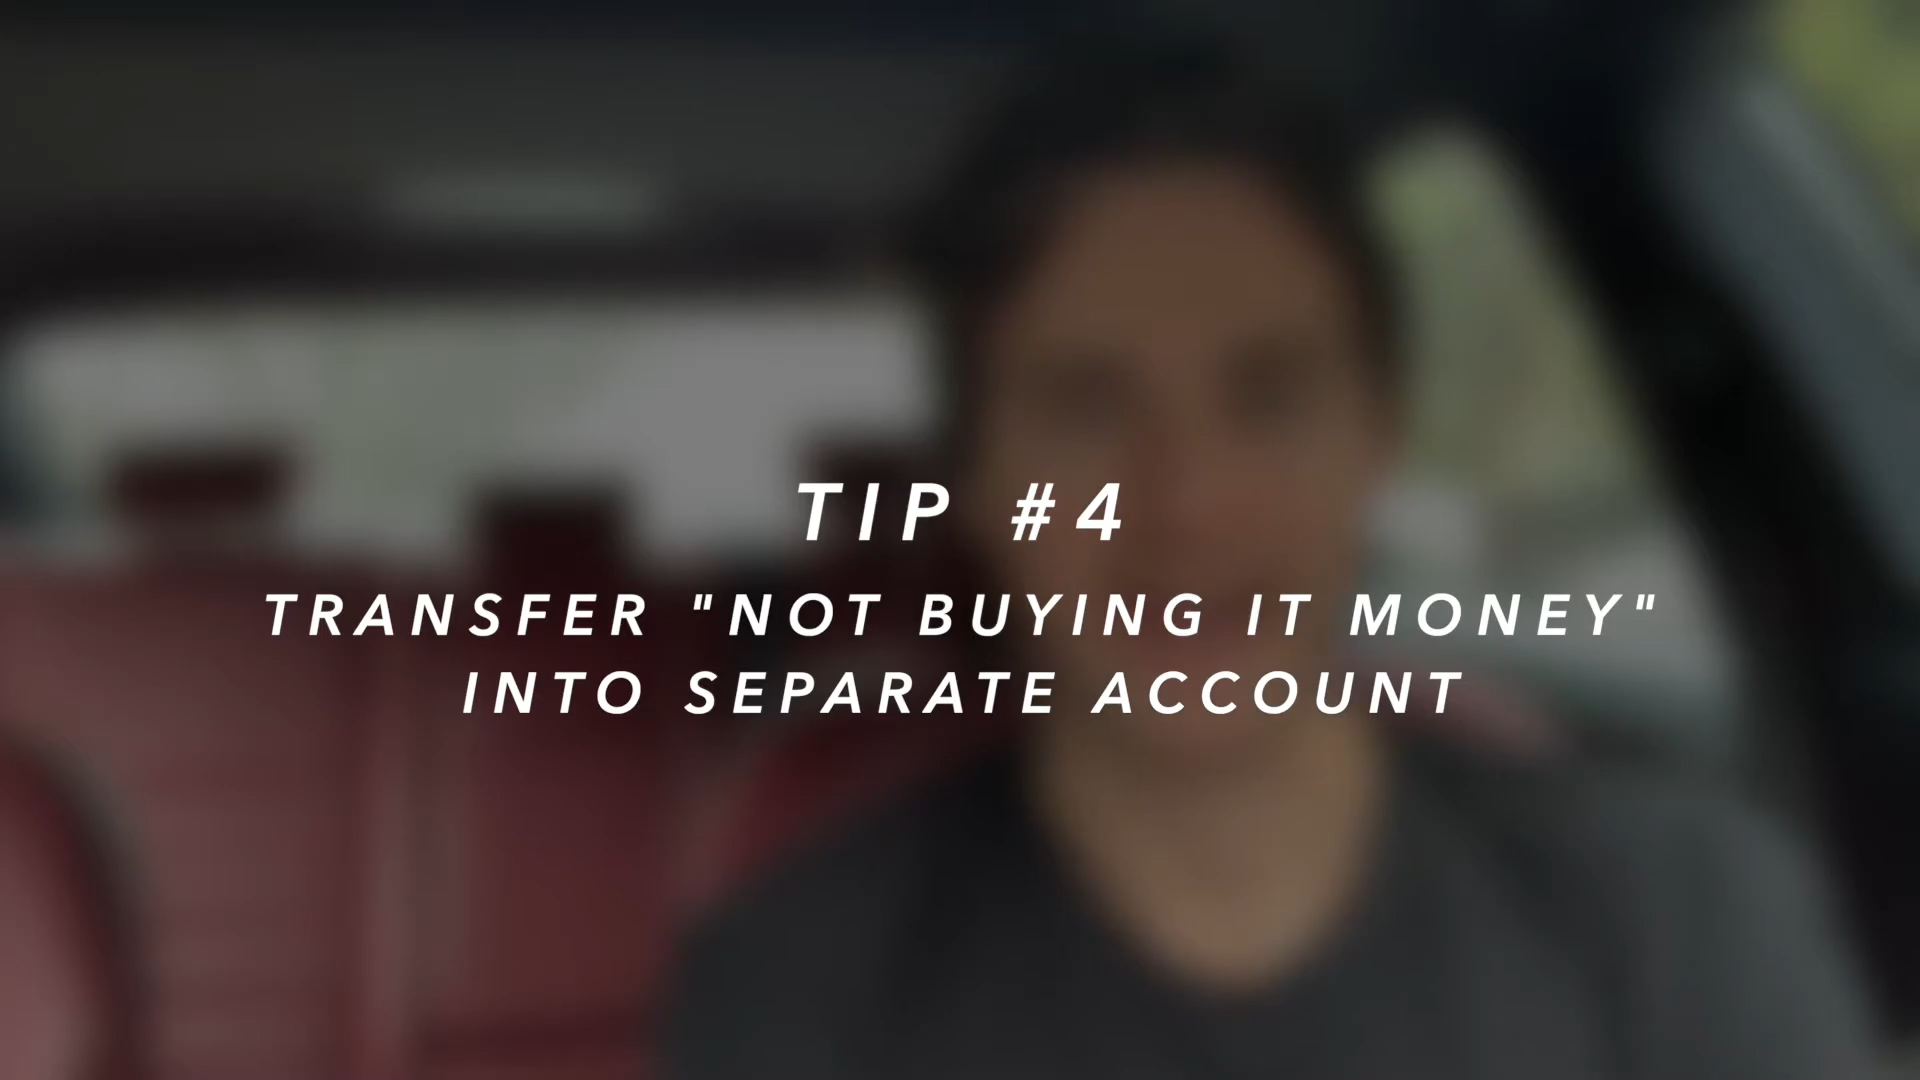 TIP #4
TRANSFER "NOT BUYING IT MONEY"
INTO SEPARATE ACCOUNT